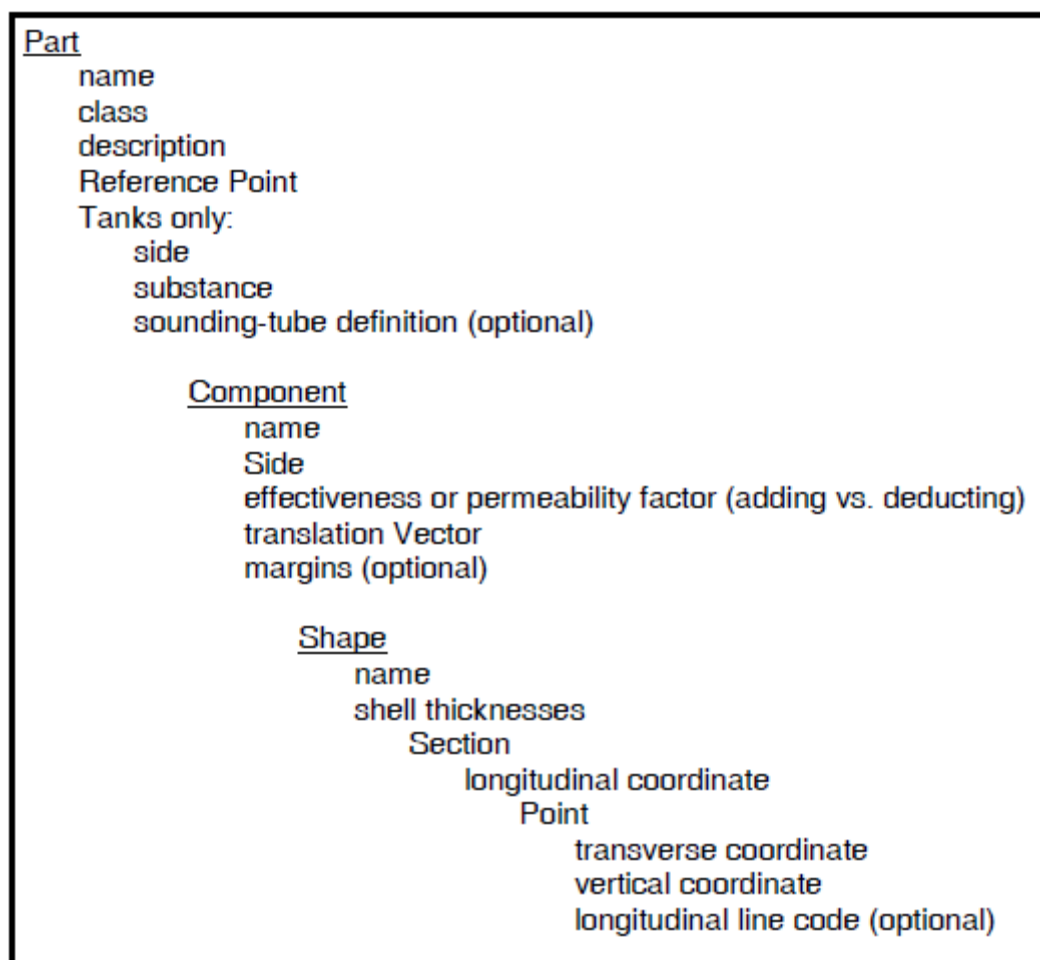 Part
name
class
description
Reference Point
Tanks only:
side
substance
sounding-tube definition (optional)
Component
name
Side
effectiveness or permeability factor (adding vs. deducting)
translation Vector
margins (optional)
Shape
name
shell thicknesses
Section
longitudinal coordinate
Point
transverse coordinate
vertical coordinate
longitudinal line code (optional)